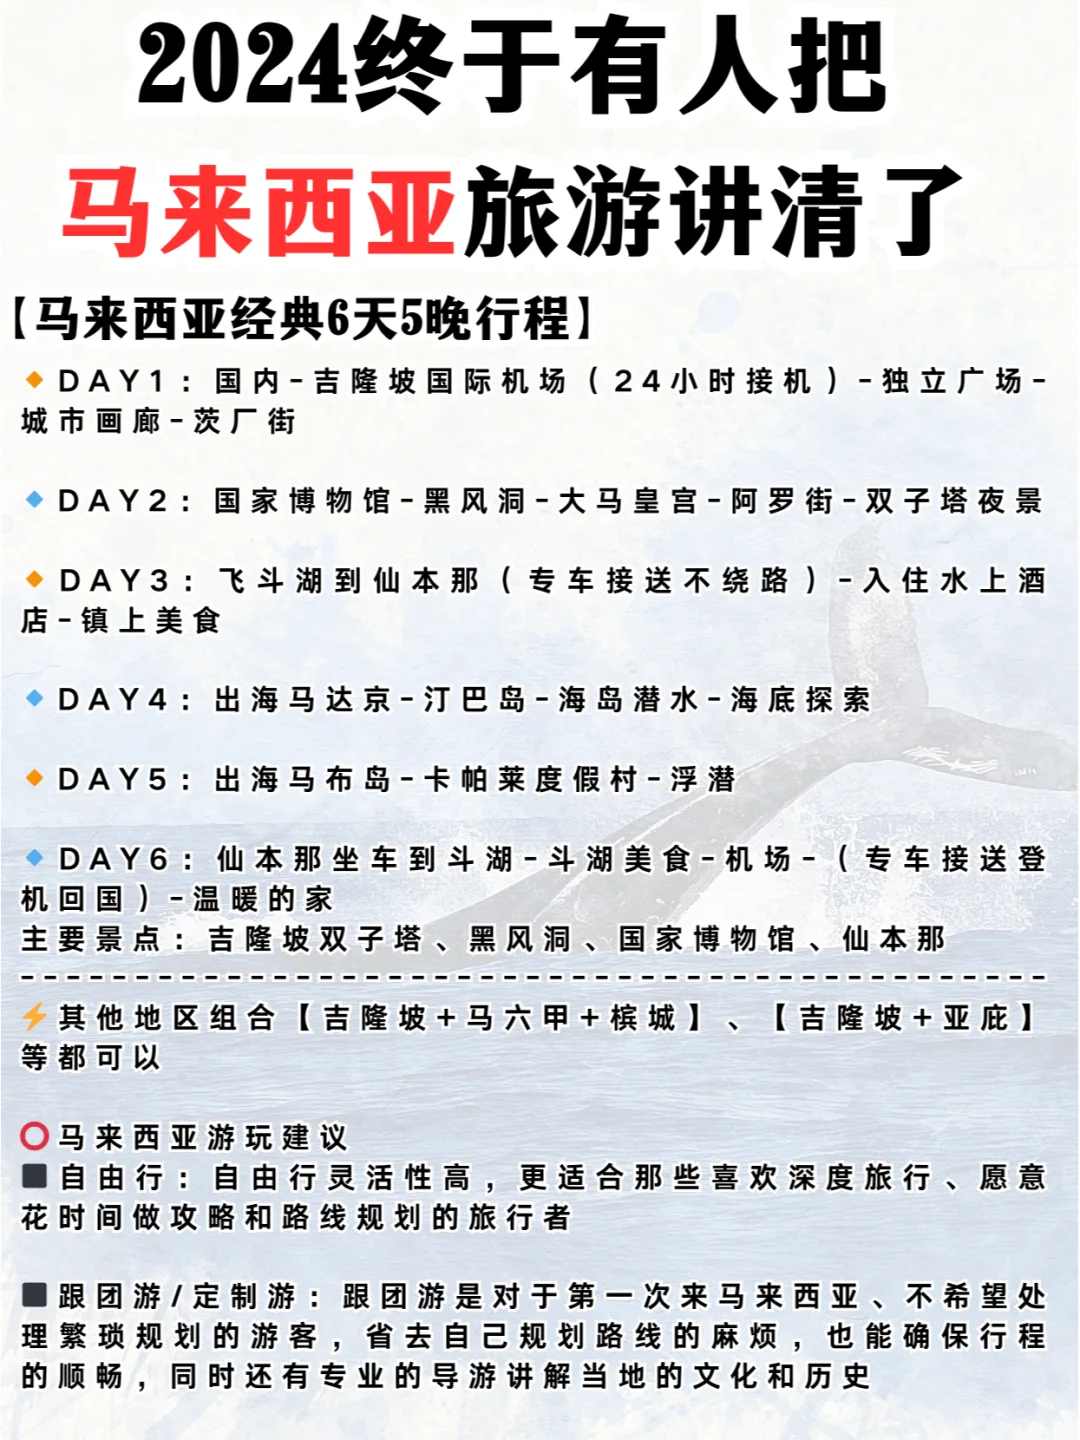 2024终于有人把
马来西亚旅游讲清了
【马来西亚经典6天5晚行程】
🔸DAY1：国内-吉隆坡国际机场（24小时接机）-独立广场-
城市画廊-茨厂街
🔹DAY2：国家博物馆-黑风洞-大马皇宫-阿罗街-双子塔夜景
🔸DAY3：飞斗湖到仙本那（专车接送不绕路）-入住水上酒
店-镇上美食
🔹DAY4：出海马达京-汀巴岛-海岛潜水-海底探索
🔸DAY5：出海马布岛-卡帕莱度假村-浮潜
🔹DAY6：仙本那坐车到斗湖-斗湖美食-机场-（专车接送登
机回国）-温暖的家
主要景点：吉隆坡双子塔、黑风洞、国家博物馆、仙本那
--------------------------------------------
⚡其他地区组合【吉隆坡+马六甲+槟城】、【吉隆坡+亚庇】
等都可以
⭕马来西亚游玩建议
◼自由行：自由行灵活性高，更适合那些喜欢深度旅行、愿意
花时间做攻略和路线规划的旅行者
◼跟团游/定制游：跟团游是对于第一次来马来西亚、不希望处
理繁琐规划的游客，省去自己规划路线的麻烦，也能确保行程
的顺畅，同时还有专业的导游讲解当地的文化和历史